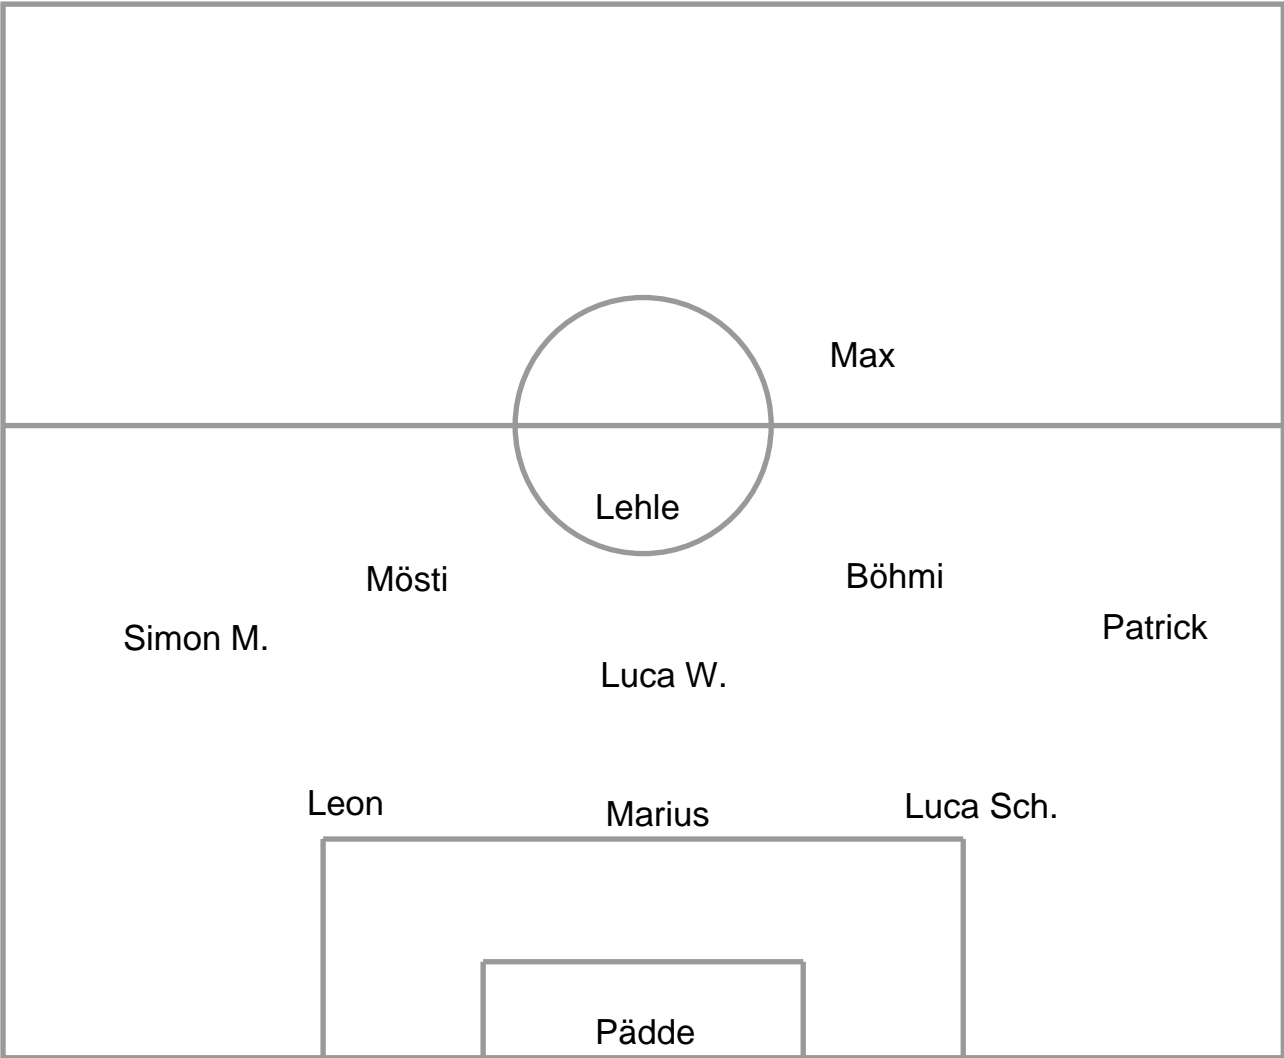 Max
Lehle
Mösti
Böhmi
Simon M.
Patrick
Luca W.
Leon
Marius
Luca Sch.
Pädde